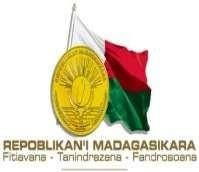 REPOBLIKAN'I MADAGASIKARA
Fitiavana - Tanindrazana - Fandrosoana